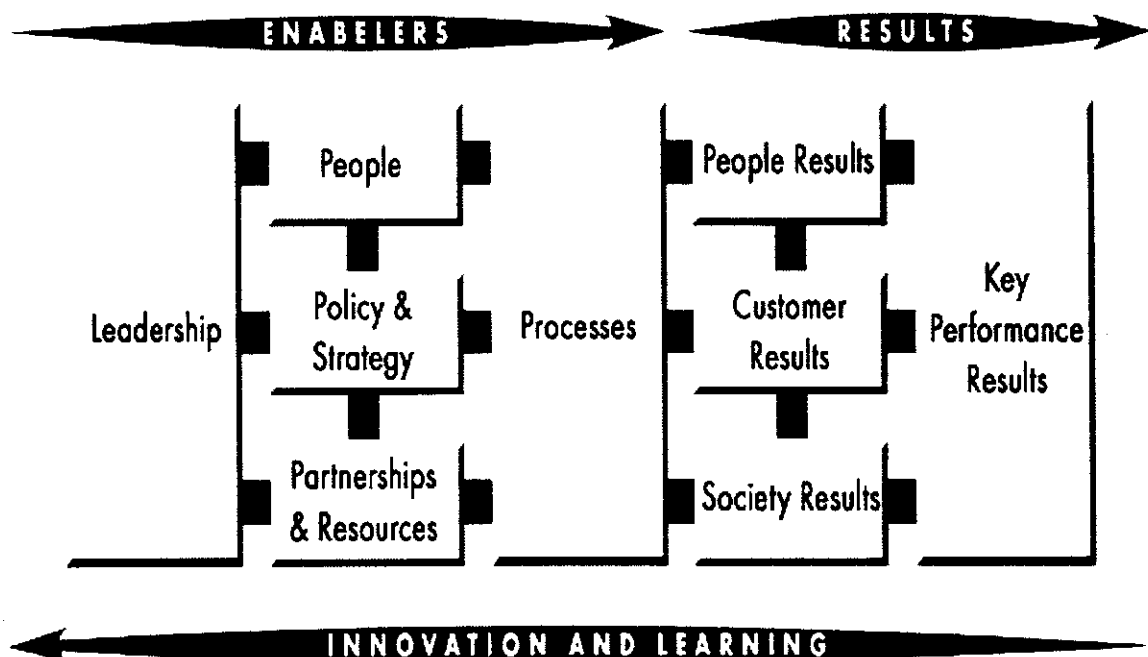 ENABELERS
RESULTS
People
People Results
Leadership
Policy &
Strategy
Processes
Customer
Results
Key
Performance
Results
Partnerships
& Resources
Society Results
INNOVATION AND LEARNING